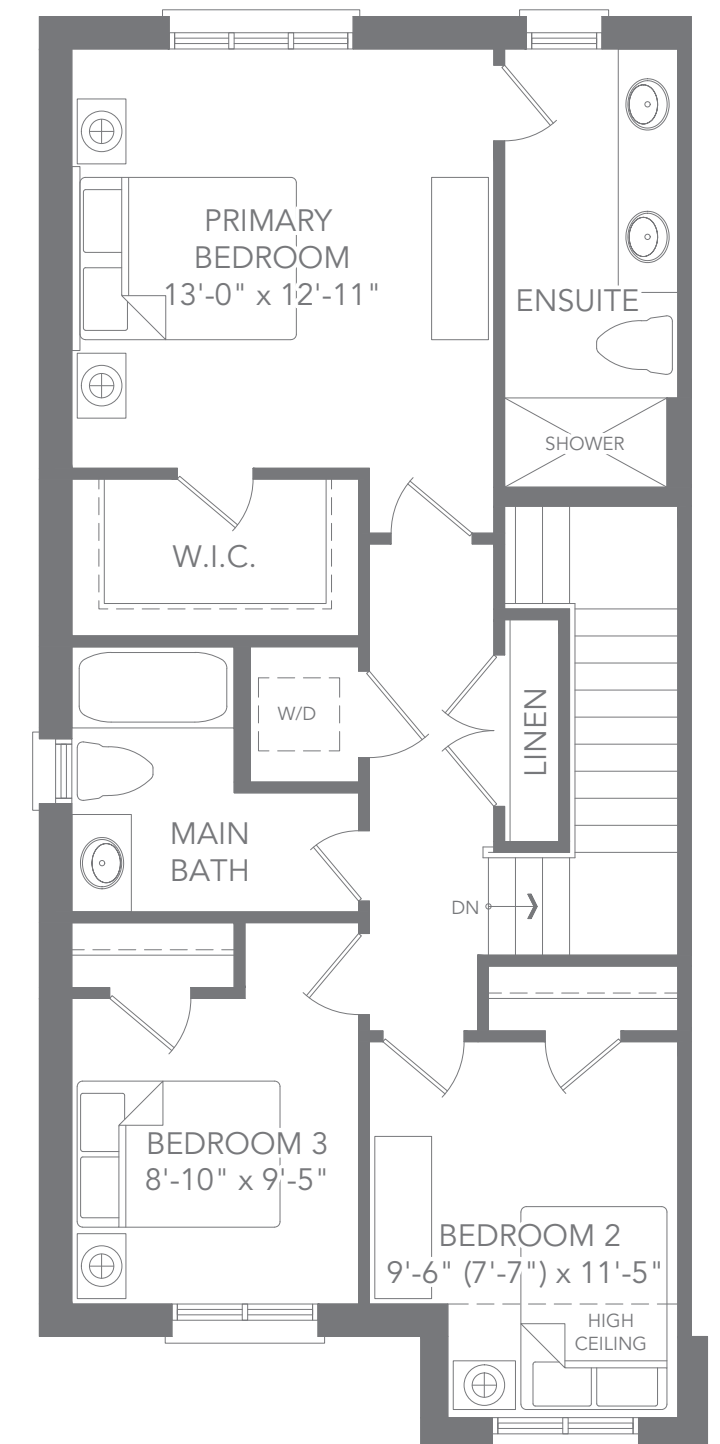 PRIMARY
BEDROOM
13'-0" x 12'-11"
ENSUITE
SHOWER
W.I.C.
W/D
LINEN
MAIN
BATH
DN
BEDROOM 3
8'-10" x 9'-5"
BEDROOM 2
9'-6" (7'-7") x 11'-5"
HIGH
CEILING